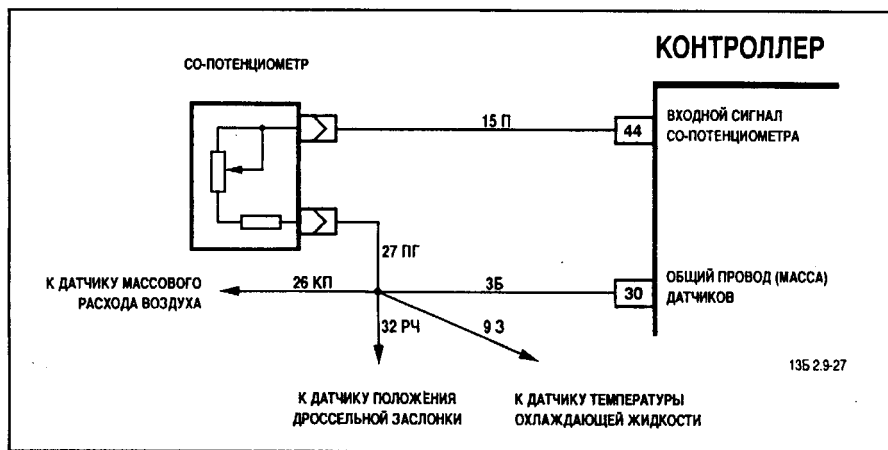 КОНТРОЛЛЕР
СО-ПОТЕНЦИОМЕТР
15 П
44
ВХОДНОЙ СИГНАЛ
СО-ПОТЕНЦИОМЕТРА
27 ПГ
К ДАТЧИКУ МАССОВОГО
РАСХОДА ВОЗДУХА
26 КП
3Б
30
ОБЩИЙ ПРОВОД (МАССА)
ДАТЧИКОВ
32 РЧ
9 З
13Б 2.9-27
К ДАТЧИКУ ПОЛОЖЕНИЯ
ДРОССЕЛЬНОЙ ЗАСЛОНКИ
К ДАТЧИКУ ТЕМПЕРАТУРЫ
ОХЛАЖДАЮЩЕЙ ЖИДКОСТИ